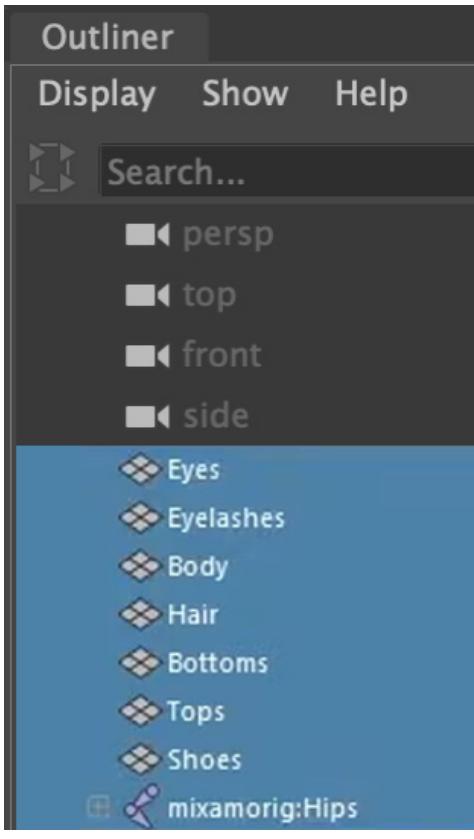 Outliner
Display Show Help
Search...
persp
top
front
side
Eyes
Eyelashes
Body
Hair
Bottoms
Tops
Shoes
mixamorig:Hips